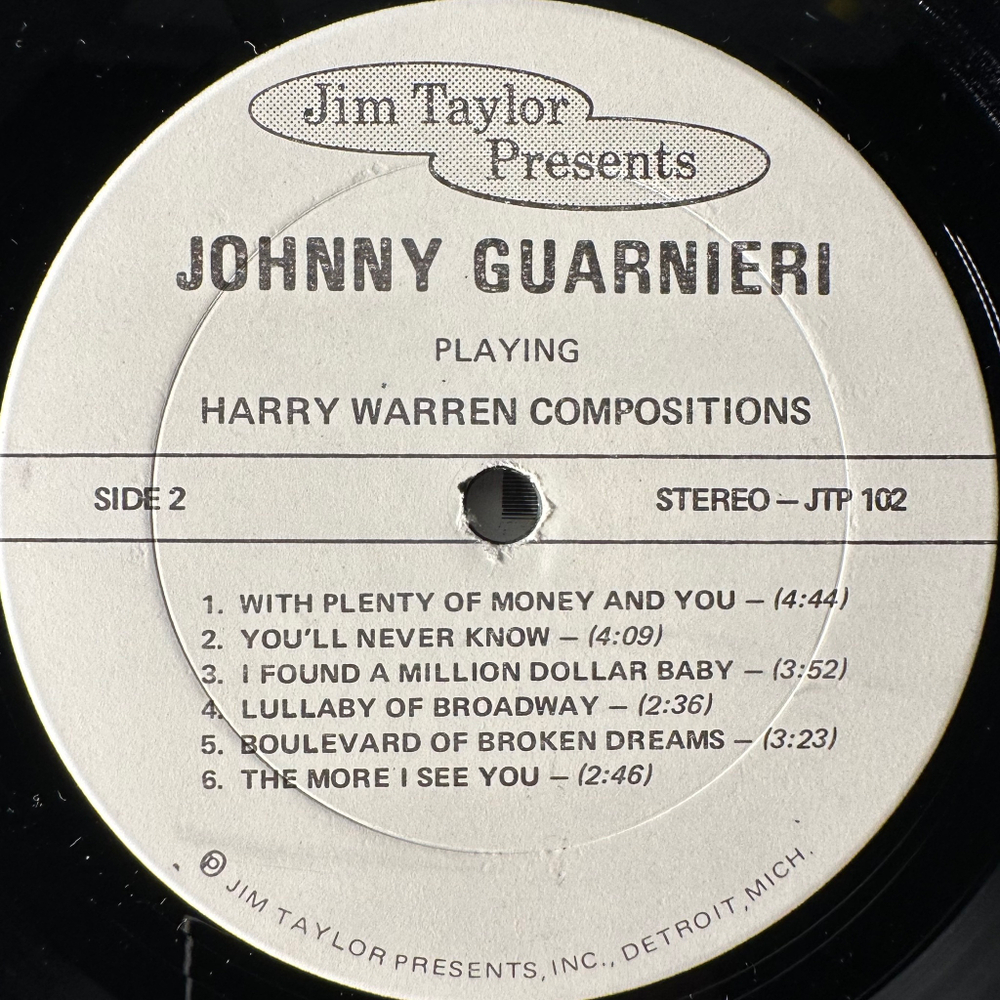 Jim Taylor
Presents
JOHNNY GUARNIERI
PLAYING
HARRY WARREN COMPOSITIONS
SIDE 2
STEREO – JTP 102
1. WITH PLENTY OF MONEY AND YOU – (4:44)
2. YOU'LL NEVER KNOW – (4:09)
3. I FOUND A MILLION DOLLAR BABY – (3:52)
4. LULLABY OF BROADWAY – (2:36)
5. BOULEVARD OF BROKEN DREAMS – (3:23)
6. THE MORE I SEE YOU – (2:46)
℗ JIM TAYLOR PRESENTS, INC., DETROIT, MICH.